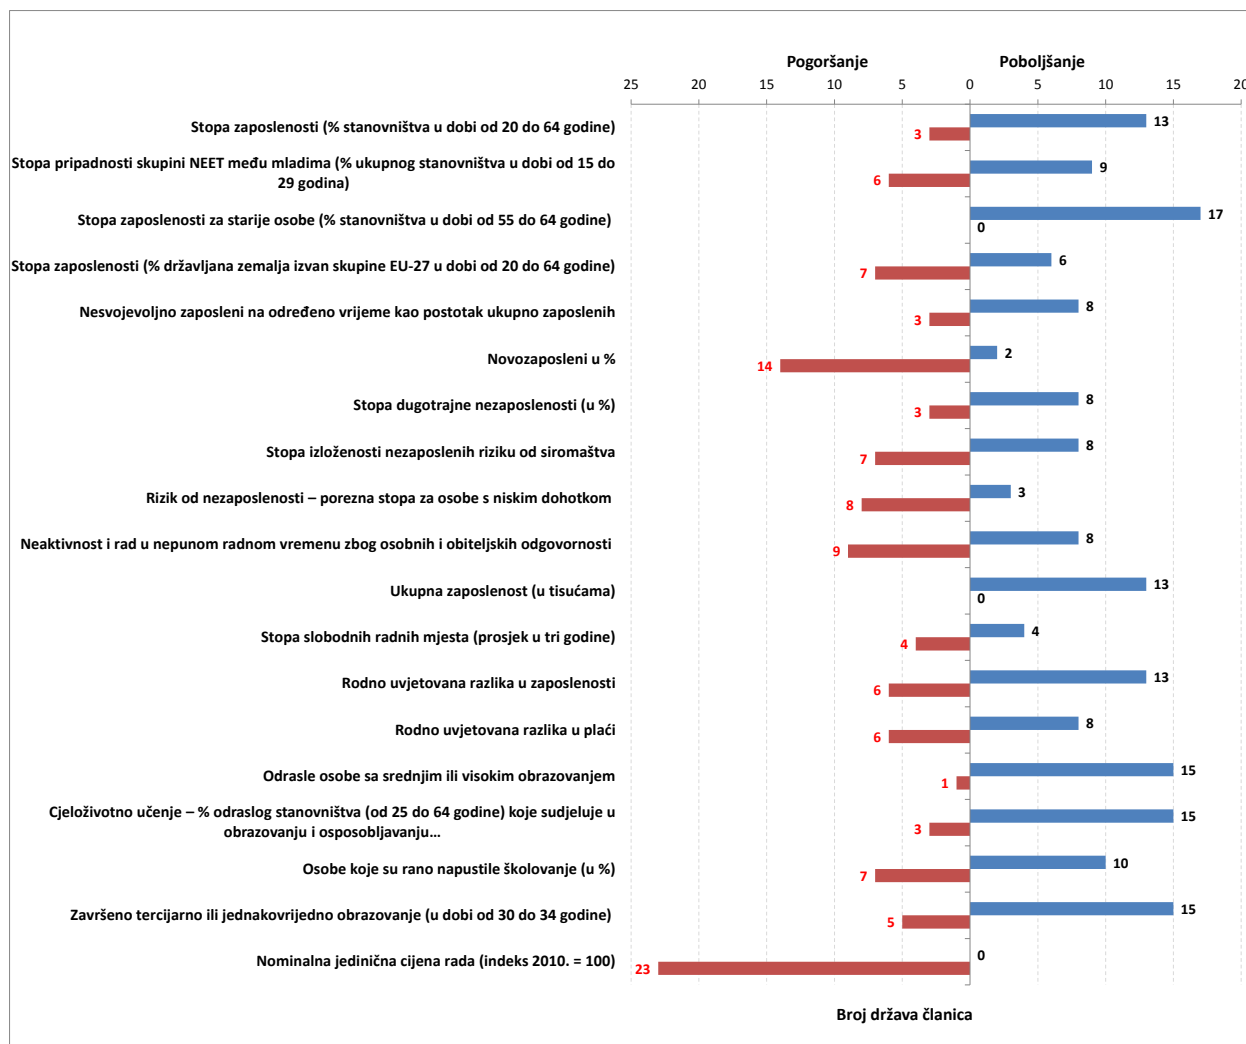 Pogoršanje Poboljšanje
25 20 15 10 5 0 5 10 15 20
Stopa zaposlenosti (% stanovništva u dobi od 20 do 64 godine) 3 13
Stopa pripadnosti skupini NEET među mladima (% ukupnog stanovništva u dobi od 15 do
29 godina) 6 9
Stopa zaposlenosti za starije osobe (% stanovništva u dobi od 55 do 64 godine) 0 17
Stopa zaposlenosti (% državljana zemalja izvan skupine EU-27 u dobi od 20 do 64 godine) 7 6
Nesvojevoljno zaposleni na određeno vrijeme kao postotak ukupno zaposlenih 3 8
Novozaposleni u % 14 2
Stopa dugotrajne nezaposlenosti (u %) 3 8
Stopa izloženosti nezaposlenih riziku od siromaštva 7 8
Rizik od nezaposlenosti – porezna stopa za osobe s niskim dohotkom 8 3
Neaktivnost i rad u nepunom radnom vremenu zbog osobnih i obiteljskih odgovornosti 9 8
Ukupna zaposlenost (u tisućama) 0 13
Stopa slobodnih radnih mjesta (prosjek u tri godine) 4 4
Rodno uvjetovana razlika u zaposlenosti 6 13
Rodno uvjetovana razlika u plaći 6 8
Odrasle osobe sa srednjim ili visokim obrazovanjem 1 15
Cjeloživotno učenje – % odraslog stanovništva (od 25 do 64 godine) koje sudjeluje u
obrazovanju i osposobljavanju… 3 15
Osobe koje su rano napustile školovanje (u %) 7 10
Završeno tercijarno ili jednakovrijedno obrazovanje (u dobi od 30 do 34 godine) 5 15
Nominalna jedinična cijena rada (indeks 2010. = 100) 23 0
Broj država članica